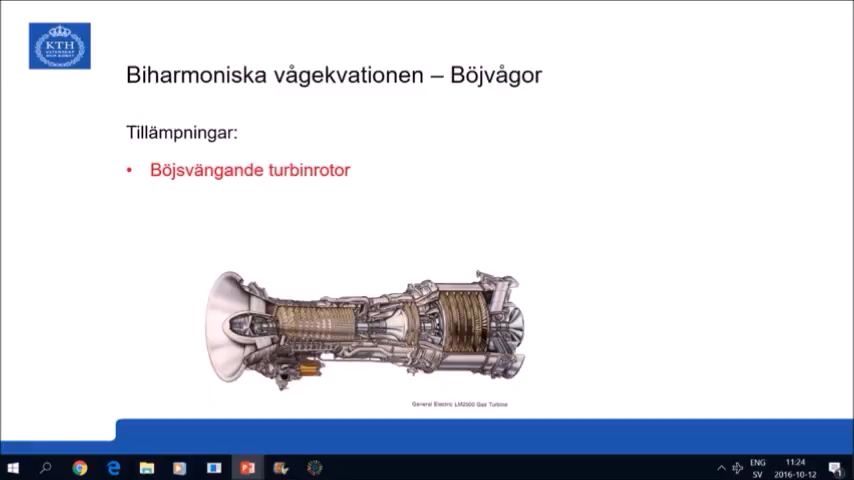 KTH
Biharmoniska vågekvationen – Böjvågor
Tillämpningar:
• Böjsvängande turbinrotor
General Electric LM2500 Gas Turbine
ENG
SV
11:24
2016-10-12
1